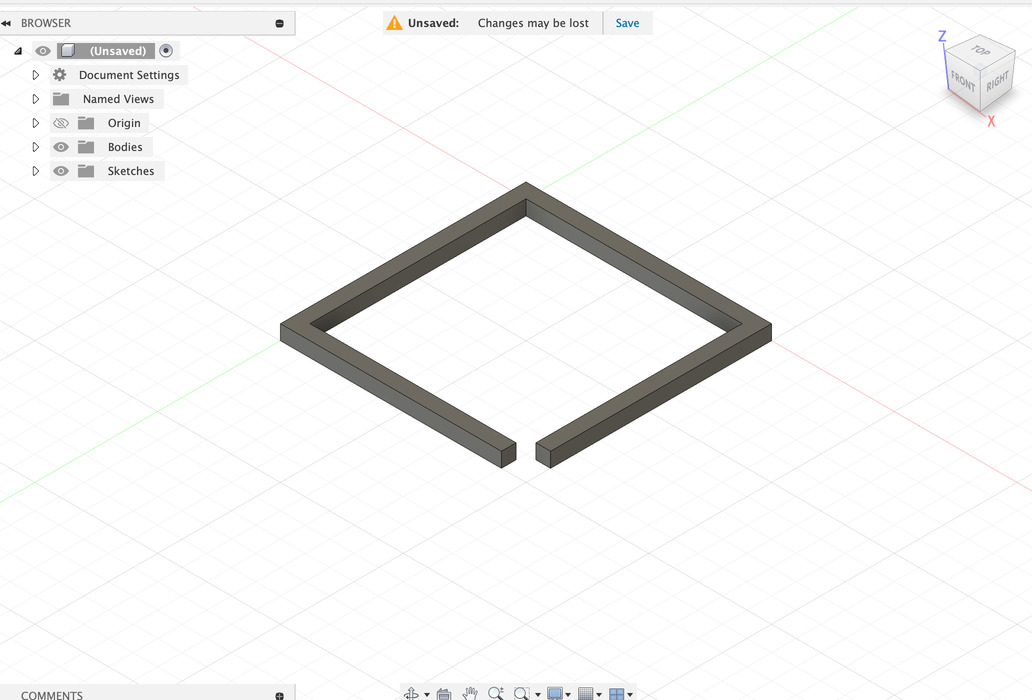 BROWSER
Unsaved: Changes may be lost Save
(Unsaved)
Document Settings
Named Views
Origin
Bodies
Sketches
Z
TOP
FRONT
RIGHT
X
COMMENTS